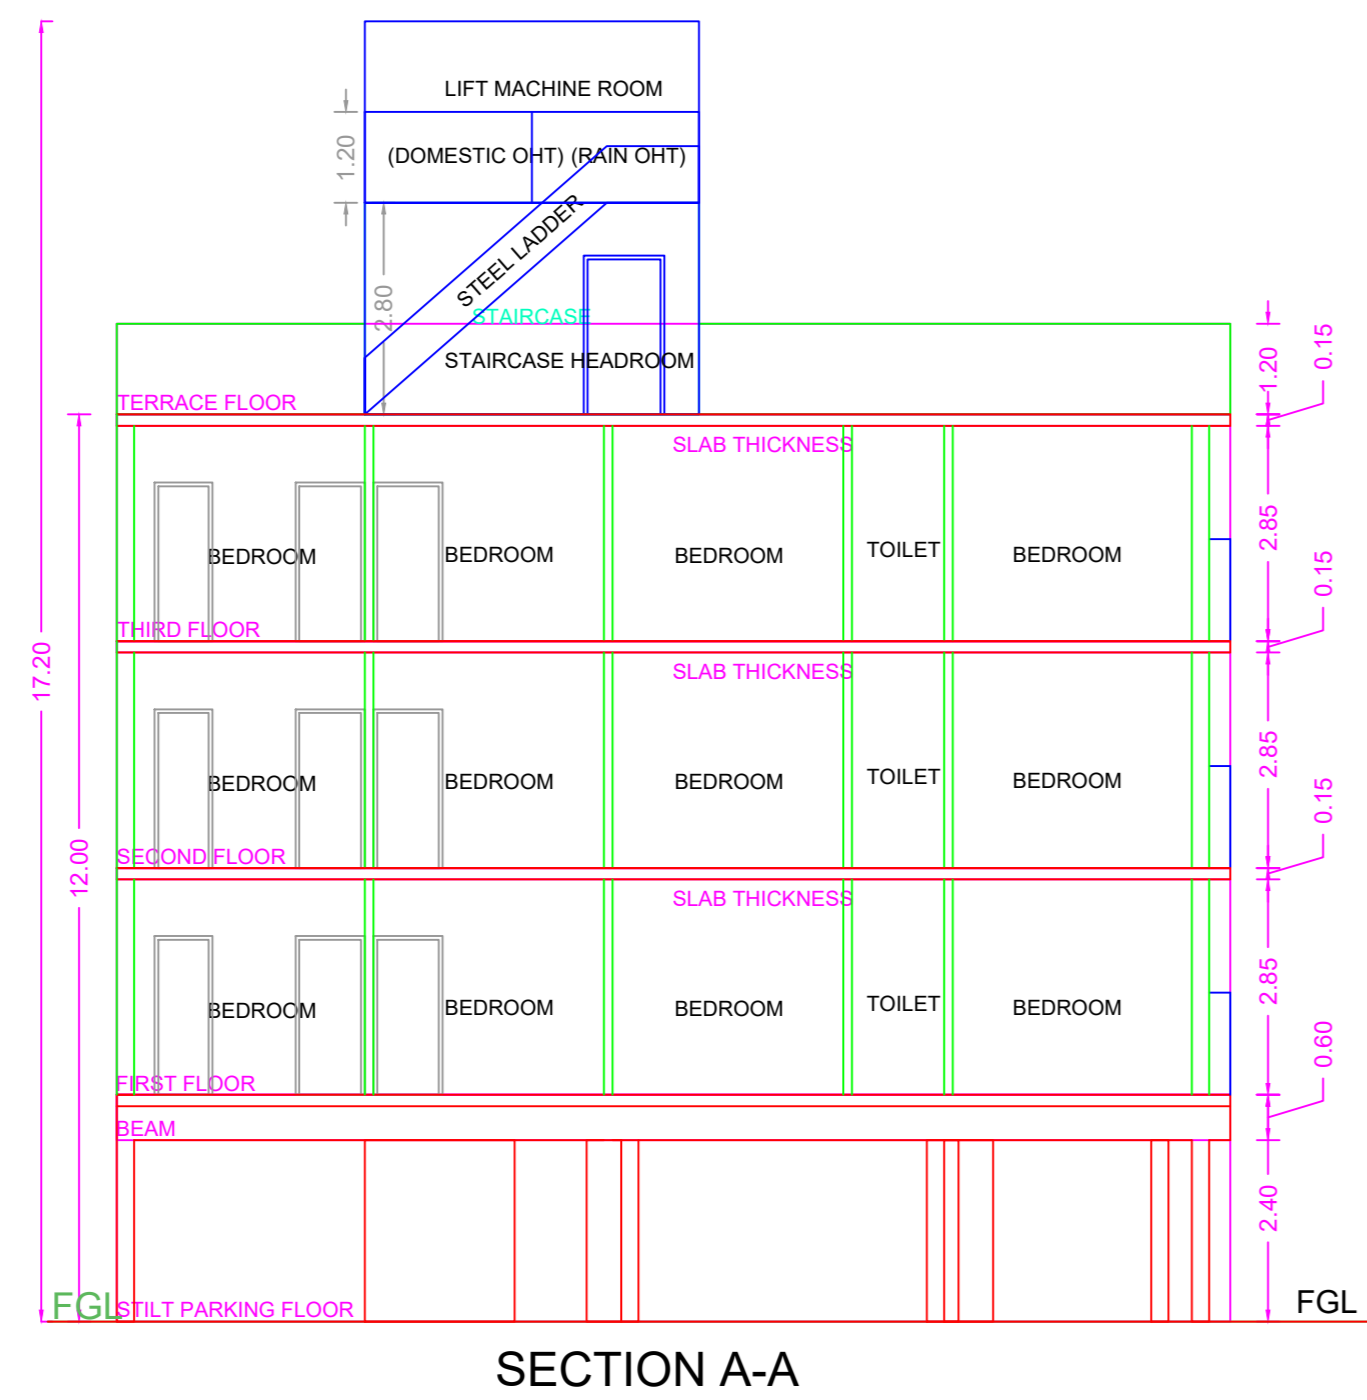 LIFT MACHINE ROOM
1.20
(DOMESTIC OHT) (RAIN OHT)
STEEL LADDER
2.80
STAIRCASE
STAIRCASE HEADROOM
1.20
0.15
TERRACE FLOOR
SLAB THICKNESS
BEDROOM
BEDROOM
BEDROOM
TOILET
BEDROOM
2.85
0.15
THIRD FLOOR
17.20
SLAB THICKNESS
BEDROOM
BEDROOM
BEDROOM
TOILET
BEDROOM
2.85
0.15
SECOND FLOOR
12.00
SLAB THICKNESS
BEDROOM
BEDROOM
BEDROOM
TOILET
BEDROOM
2.85
0.60
FIRST FLOOR
BEAM
2.40
FGL
STILT PARKING FLOOR
FGL
SECTION A-A